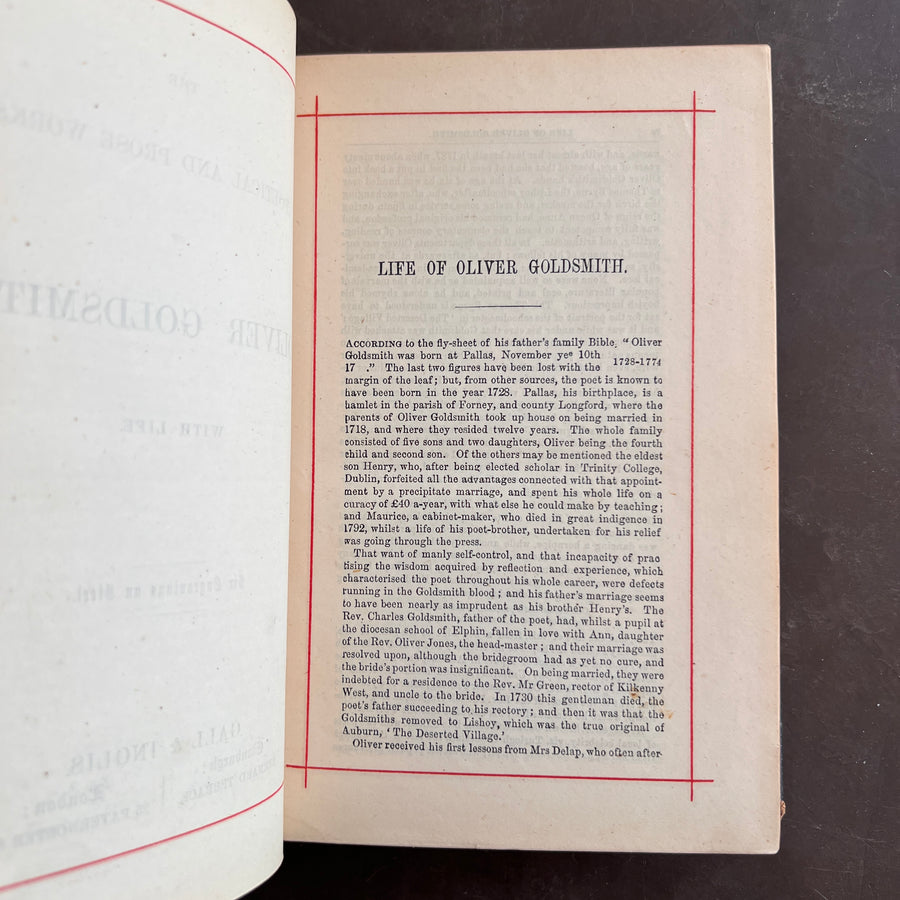 LIFE OF OLIVER GOLDSMITH.
ACCORDING to the fly-sheet of his father's family Bible, "Oliver
Goldsmith was born at Pallas, November yeᵉ 10th
17 ." The last two figures have been lost with the
1728-1774
margin of the leaf; but, from other sources, the poet is known to
have been born in the year 1728. Pallas, his birthplace, is a
hamlet in the parish of Forney, and county Longford, where the
parents of Oliver Goldsmith took up house on being married in
1718, and where they resided twelve years. The whole family
consisted of five sons and two daughters, Oliver being the fourth
child and second son. Of the others may be mentioned the eldest
son Henry, who, after being elected scholar in Trinity College,
Dublin, forfeited all the advantages connected with that appoint-
ment by a precipitate marriage, and spent his whole life on a
curacy of £40 a-year, with what else he could make by teaching;
and Maurice, a cabinet-maker, who died in great indigence in
1792, whilst a life of his poet-brother, undertaken for his relief
was going through the press.
That want of manly self-control, and that incapacity of prac
tising the wisdom acquired by reflection and experience, which
characterised the poet throughout his whole career, were defects
running in the Goldsmith blood; and his father's marriage seems
to have been nearly as imprudent as his brother Henry's. The
Rev. Charles Goldsmith, father of the poet, had, whilst a pupil at
the diocesan school of Elphin, fallen in love with Ann, daughter
of the Rev. Oliver Jones, the head-master; and their marriage was
resolved upon, although the bridegroom had as yet no cure, and
the bride's portion was insignificant. On being married, they were
indebted for a residence to the Rev. Mr Green, rector of Kilkenny
West, and uncle to the bride. In 1730 this gentleman died, the
poet's father succeeding to his rectory; and then it was that the
Goldsmiths removed to Lishoy, which was the true original of
Auburn, 'The Deserted Village.'
Oliver received his first lessons from Mrs Delap, who often after-